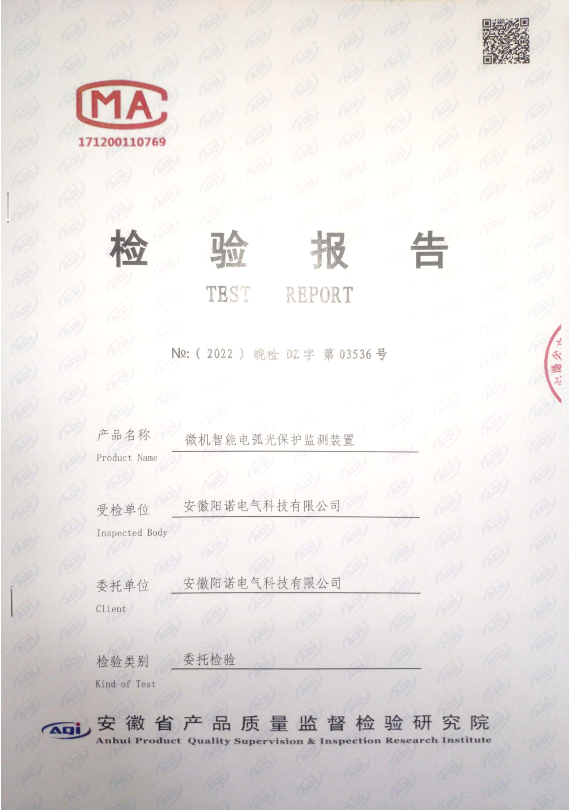 CMA
171200110769
检验报告
TEST REPORT
№:( 2022 ) 皖检 DZ字 第 03536 号
产品名称 微机智能电弧光保护监测装置
Product Name
受检单位 安徽阳诺电气科技有限公司
Inspected Body
委托单位 安徽阳诺电气科技有限公司
Client
检验类别 委托检验
Kind of Test
AQI 安徽省产品质量监督检验研究院
Anhui Product Quality Supervision & Inspection Research Institute